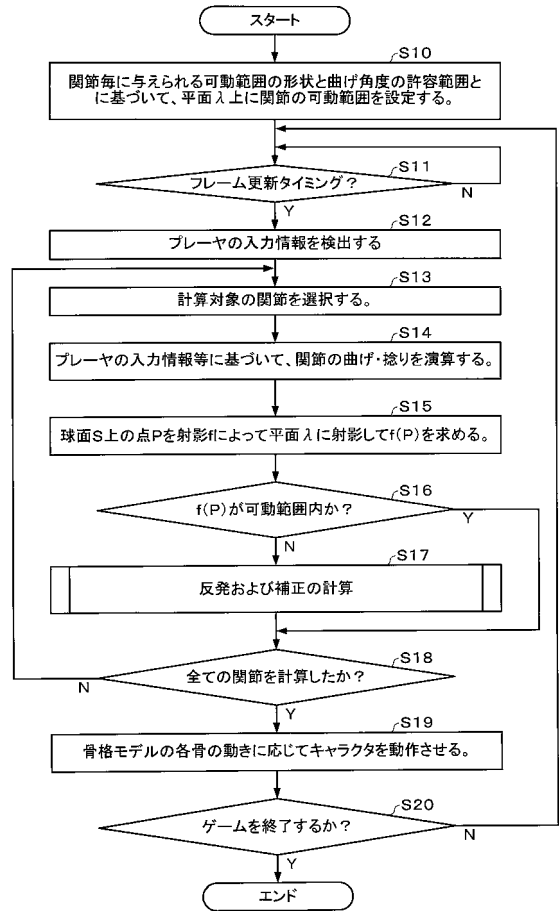 スタート
S10
関節毎に与えられる可動範囲の形状と曲げ角度の許容範囲と
に基づいて、平面λ上に関節の可動範囲を設定する。
S11
フレーム更新タイミング?
N
Y
S12
プレーヤの入力情報を検出する
S13
計算対象の関節を選択する。
S14
プレーヤの入力情報等に基づいて、関節の曲げ・捻りを演算する。
S15
球面S上の点Pを射影fによって平面λに射影してf(P)を求める。
S16
f(P)が可動範囲内か?
Y
N
S17
反発および補正の計算
S18
全ての関節を計算したか?
N
Y
S19
骨格モデルの各骨の動きに応じてキャラクタを動作させる。
S20
ゲームを終了するか?
N
Y
エンド